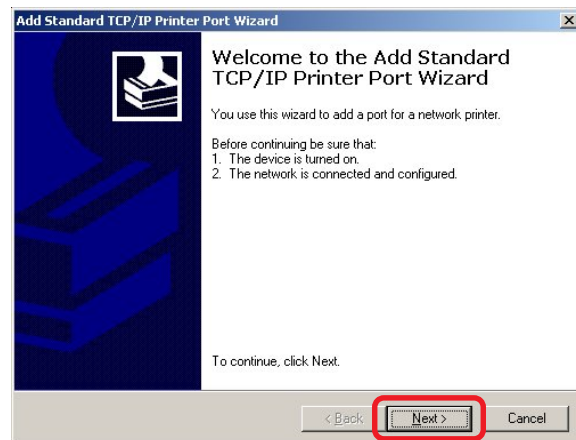 Add Standard TCP/IP Printer Port Wizard
Welcome to the Add Standard
TCP/IP Printer Port Wizard
You use this wizard to add a port for a network printer.
Before continuing be sure that:
1. The device is turned on.
2. The network is connected and configured.
To continue, click Next.
< Back
Next >
Cancel